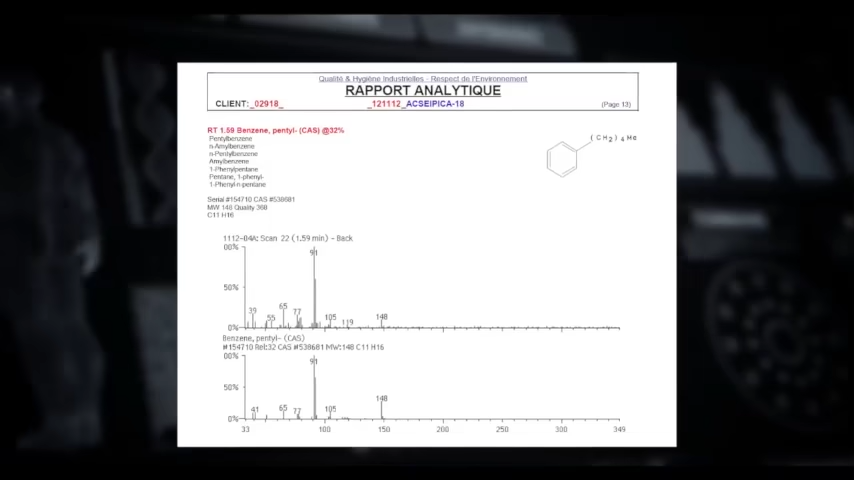 Qualité & Hygiène Industrielles - Respect de l'Environnement
RAPPORT ANALYTIQUE
CLIENT:_02918_ _121112_ACSEIPICA-18 (Page 13)
RT 1.59 Benzene, pentyl- (CAS) @32%
Pentylbenzene
n-Amylbenzene
n-Pentylbenzene
Amylbenzene
1-Phenylpentane
Pentane, 1-phenyl-
1-Phenyl-n-pentane
(CH2)4Me
Serial #154710 CAS #538681
MW 148 Quality 368
C11 H16
1112-04A: Scan 22 (1.59 min) - Back
00%
50%
0%
39 55 65 77 91 105 119 148
Benzene, pentyl- (CAS)
#154710 Rel:32 CAS #538681 MW:148 C11 H16
00%
50%
0%
41 65 77 91 105 148
33 100 150 200 250 300 349